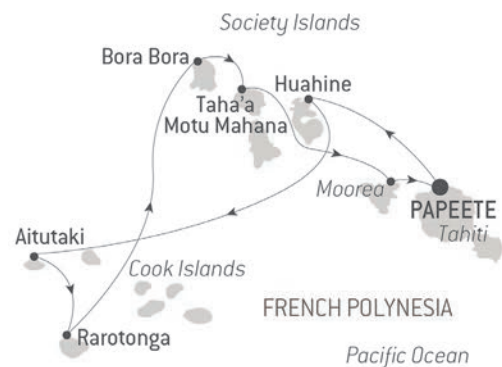 Society Islands
Bora Bora
Huahine
Taha'a
Motu Mahana
Moorea
PAPEETE
Tahiti
Aitutaki
Cook Islands
FRENCH POLYNESIA
Rarotonga
Pacific Ocean